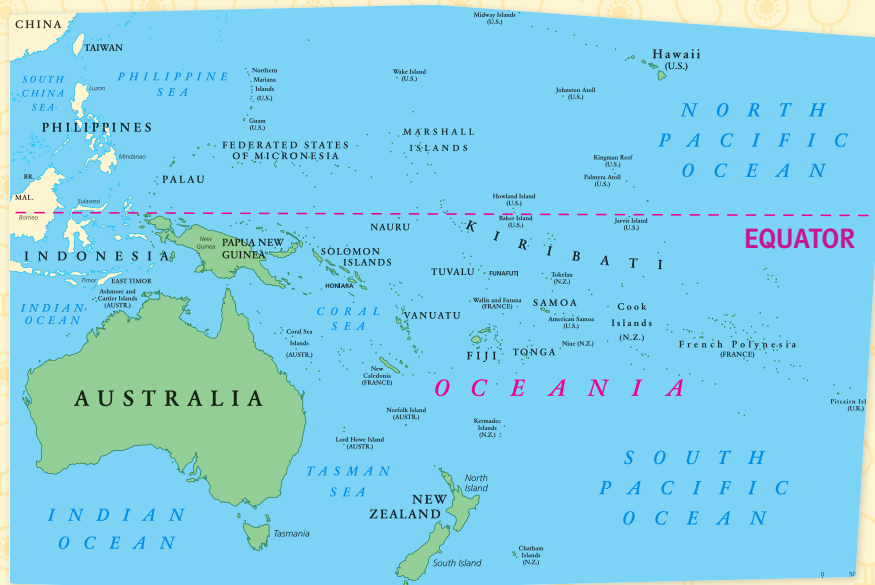 CHINA
TAIWAN
SOUTH
CHINA
SEA
PHILIPPINE
SEA
Luzon
PHILIPPINES
Mindanao
Northern
Mariana
Islands
(U.S.)
Guam
(U.S.)
FEDERATED STATES
OF MICRONESIA
PALAU
Midway Islands
(U.S.)
Wake Island
(U.S.)
Hawaii
(U.S.)
Johnston Atoll
(U.S.)
MARSHALL
ISLANDS
NORTH
PACIFIC
OCEAN
Kingman Reef
(U.S.)
Palmyra Atoll
(U.S.)
BR.
MAL.
Borneo
Sulawesi
Howland Island
(U.S.)
Baker Island
(U.S.)
Jarvis Island
(U.S.)
EQUATOR
INDONESIA
New
Guinea
PAPUA NEW
GUINEA
NAURU
KIRIBATI
SOLOMON
ISLANDS
HONIARA
TUVALU
FUNAFUTI
Tokelau
(N.Z.)
Timor
EAST TIMOR
Ashmore and
Cartier Islands
(AUSTR.)
INDIAN
OCEAN
CORAL
SEA
Coral Sea
Islands
(AUSTR.)
VANUATU
Wallis and Futuna
(FRANCE)
SAMOA
American Samoa
(U.S.)
Cook
Islands
(N.Z.)
Niue (N.Z.)
FIJI
TONGA
French Polynesia
(FRANCE)
New
Caledonia
(FRANCE)
OCEANIA
AUSTRALIA
Norfolk Island
(AUSTR.)
Kermadec
Islands
(N.Z.)
Pitcairn Isl
(U.K.)
Lord Howe Island
(AUSTR.)
TASMAN
SEA
SOUTH
PACIFIC
OCEAN
INDIAN
OCEAN
Tasmania
North
Island
NEW
ZEALAND
South Island
Chatham
Islands
(N.Z.)
0